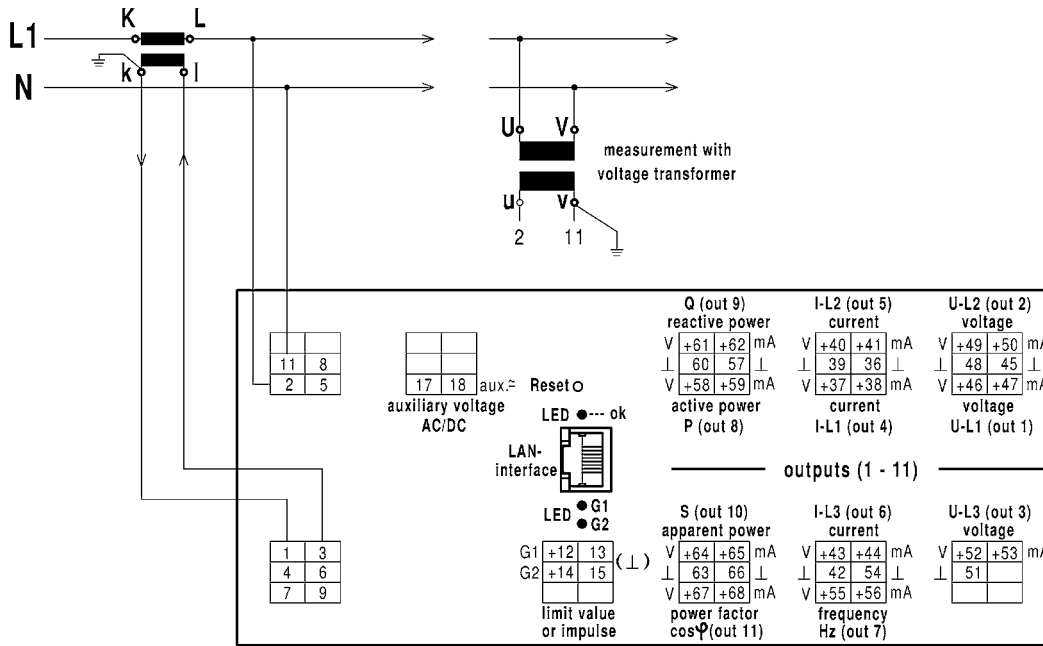 K L
L1
k l
N
U V
measurement with
voltage transformer
u v
2 11
Q (out 9) I-L2 (out 5) U-L2 (out 2)
reactive power current voltage
V +61 +62 mA V +40 +41 mA V +49 +50 mA
⊥ 60 57 ⊥ ⊥ 39 36 ⊥ ⊥ 48 45 ⊥
V +58 +59 mA V +37 +38 mA V +46 +47 mA
active power current voltage
P (out 8) I-L1 (out 4) U-L1 (out 1)
11 8
2 5
17 18 aux.≃
auxiliary voltage
AC/DC
Reset
LED --- ok
LAN-
interface
outputs (1 - 11)
LED G1
G2
S (out 10) I-L3 (out 6) U-L3 (out 3)
apparent power current voltage
1 3
4 6
7 9
G1 +12 13 (⊥)
G2 +14 15
limit value
or impulse
V +64 +65 mA V +43 +44 mA V +52 +53 mA
⊥ 63 66 ⊥ ⊥ 42 54 ⊥ ⊥ 51
V +67 +68 mA V +55 +56 mA
power factor frequency
cosφ(out 11) Hz (out 7)